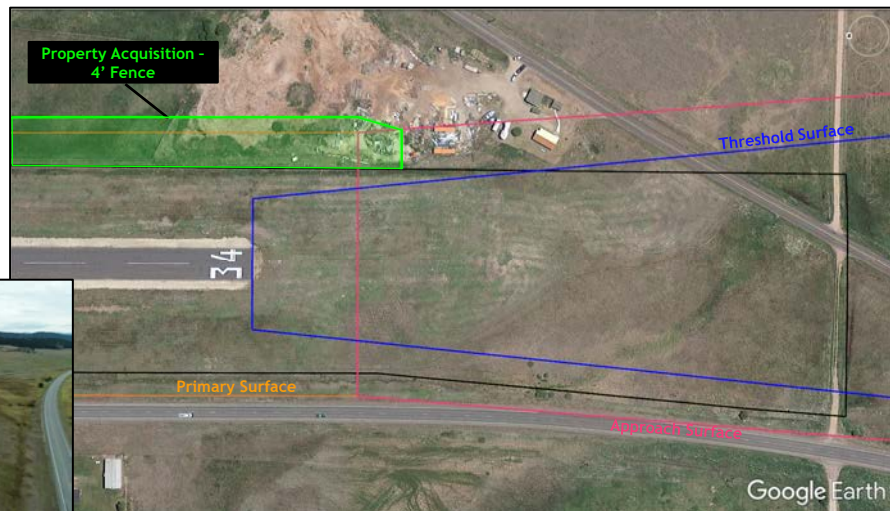 Property Acquisition -
4' Fence
Threshold Surface
34
Primary Surface
Approach Surface
Google Earth